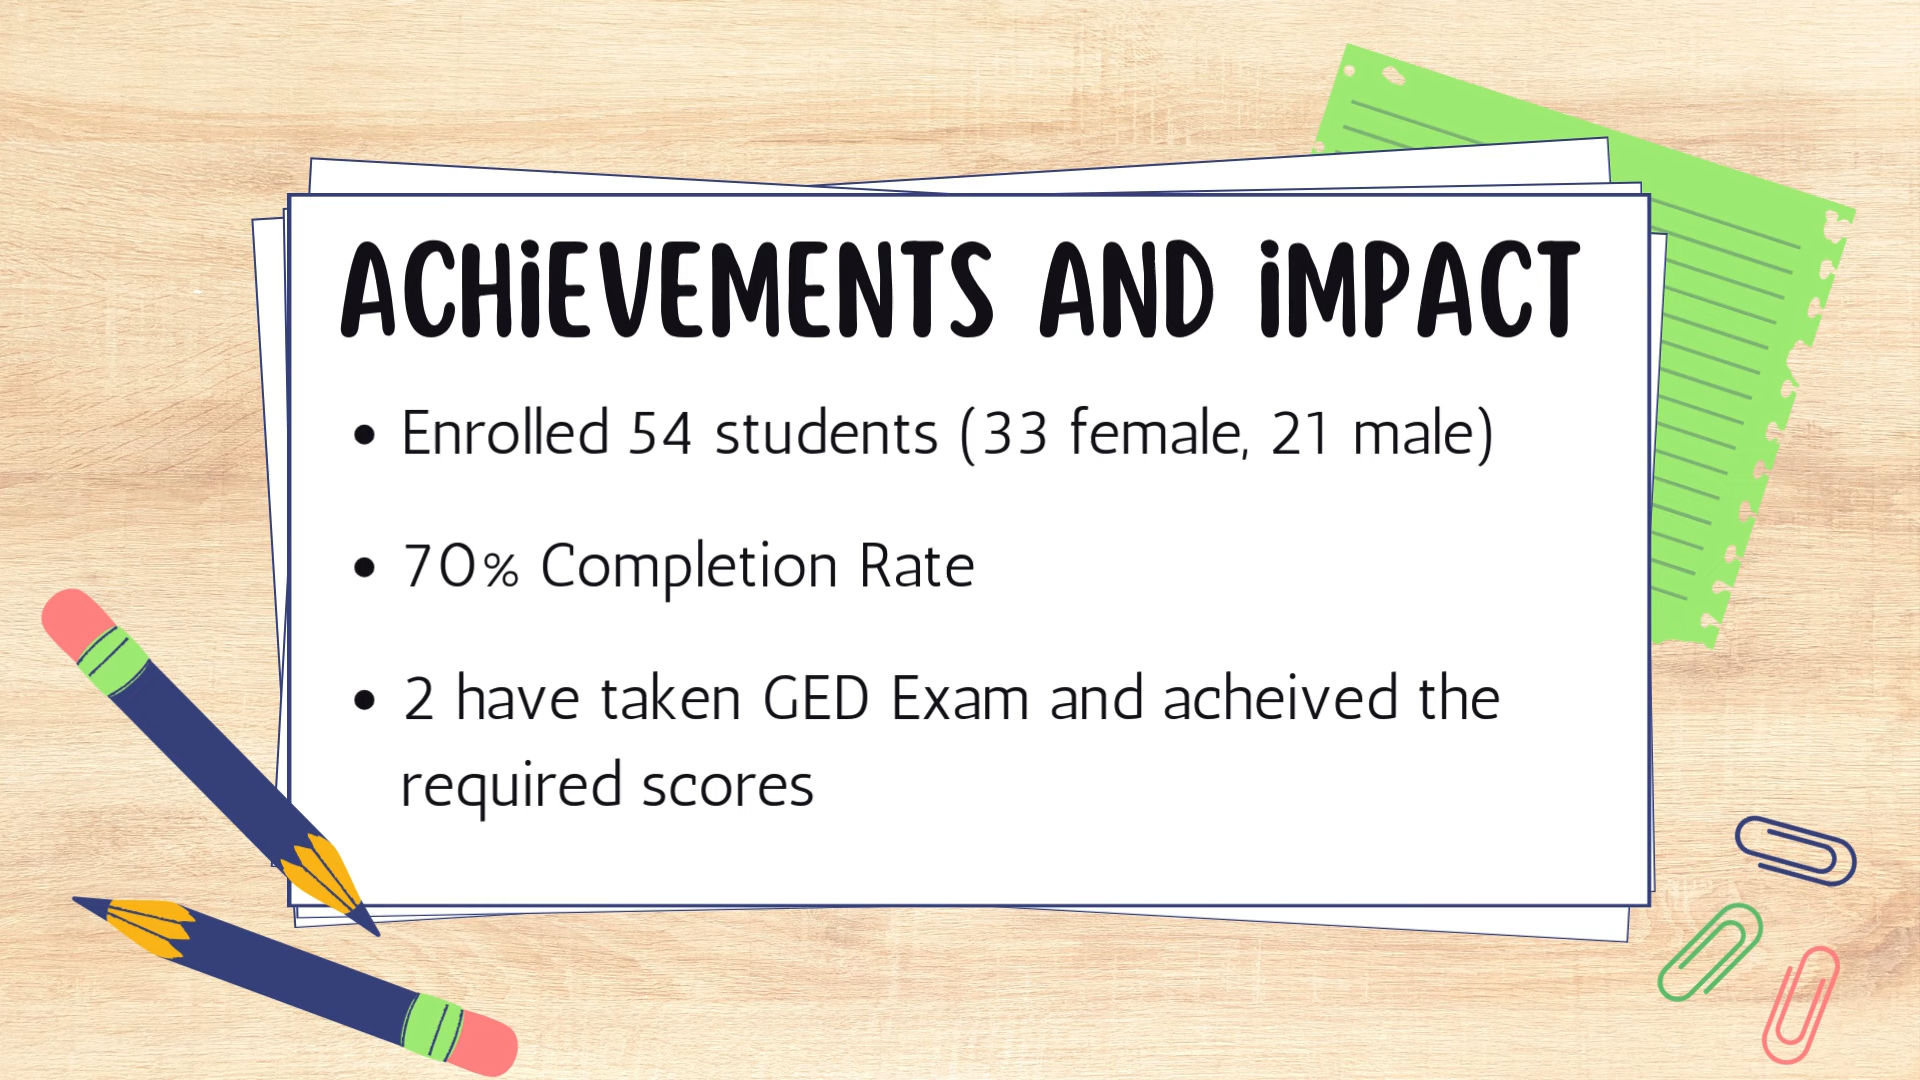 ACHiEVEMENTS AND iMPACT
• Enrolled 54 students (33 female, 21 male)
• 70% Completion Rate
• 2 have taken GED Exam and acheived the
required scores